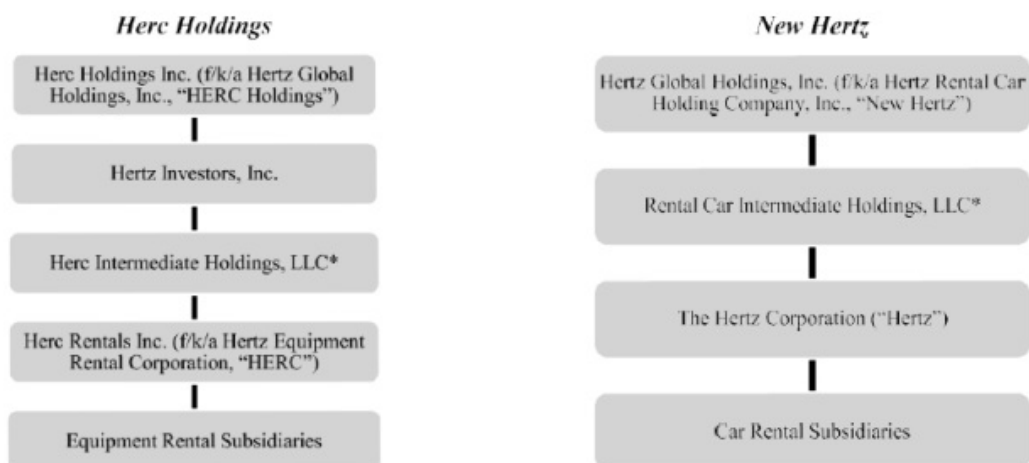 Herc Holdings
Herc Holdings Inc. (f/k/a Hertz Global
Holdings, Inc., “HERC Holdings”)
Hertz Investors, Inc.
Herc Intermediate Holdings, LLC*
Herc Rentals Inc. (f/k/a Hertz Equipment
Rental Corporation, “HERC”)
Equipment Rental Subsidiaries
New Hertz
Hertz Global Holdings, Inc. (f/k/a Hertz Rental Car
Holding Company, Inc., “New Hertz”)
Rental Car Intermediate Holdings, LLC*
The Hertz Corporation (“Hertz”)
Car Rental Subsidiaries